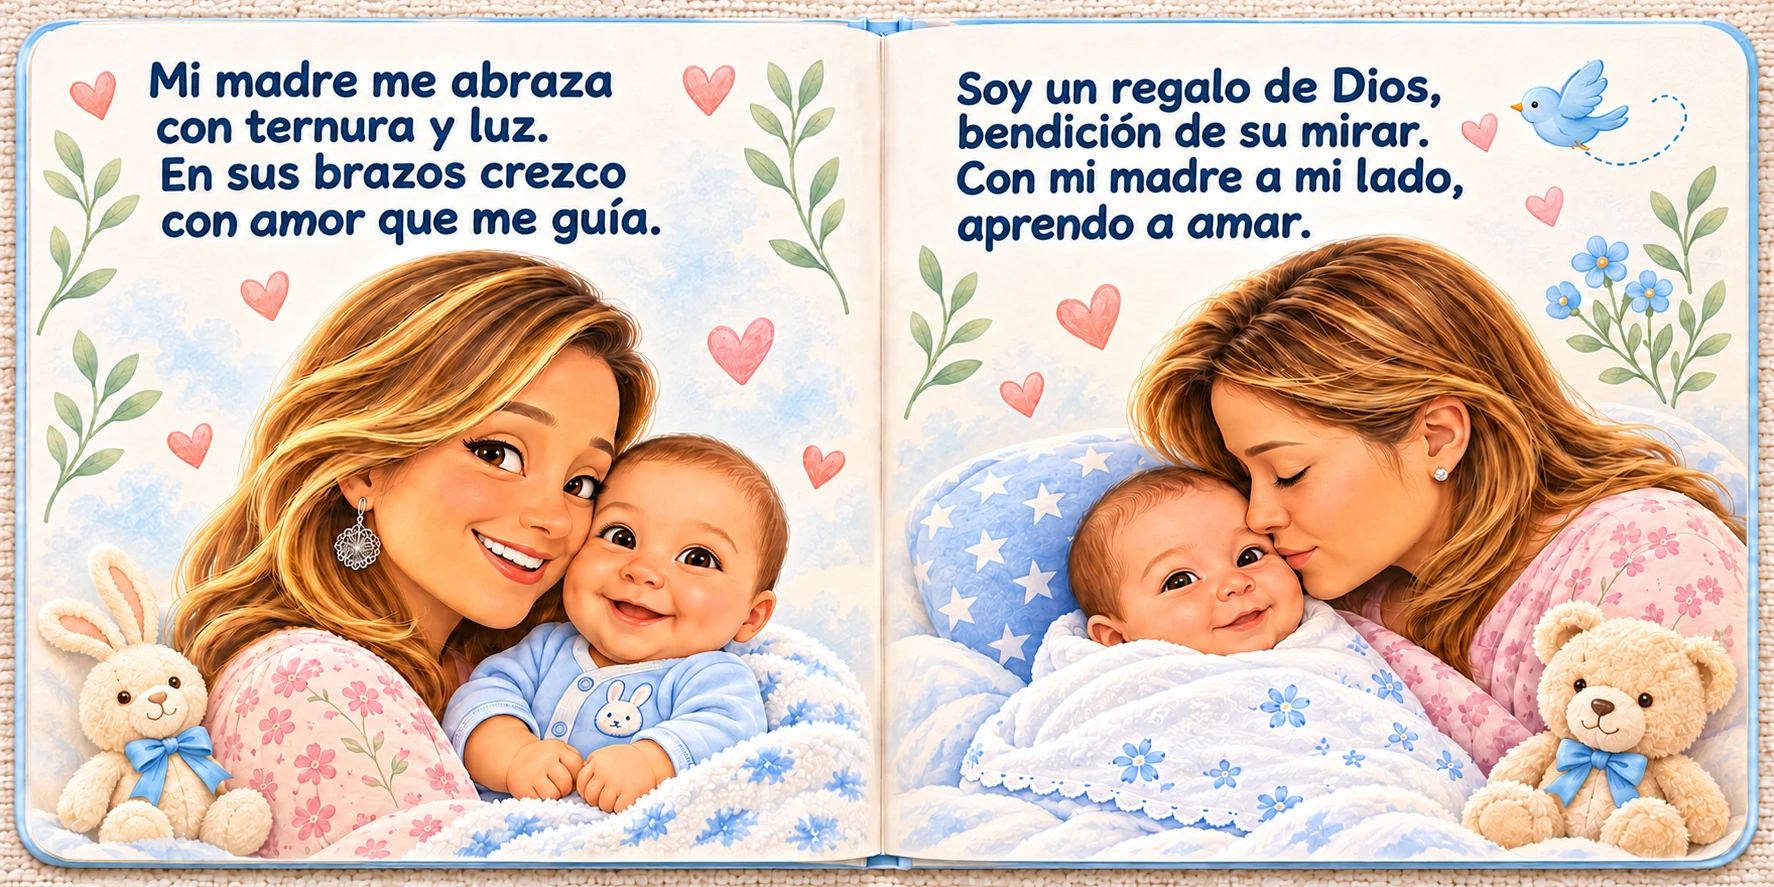 Mi madre me abraza
con ternura y luz.
En sus brazos crezco
con amor que me guía.
Soy un regalo de Dios,
bendición de su mirar.
Con mi madre a mi lado,
aprendo a amar.